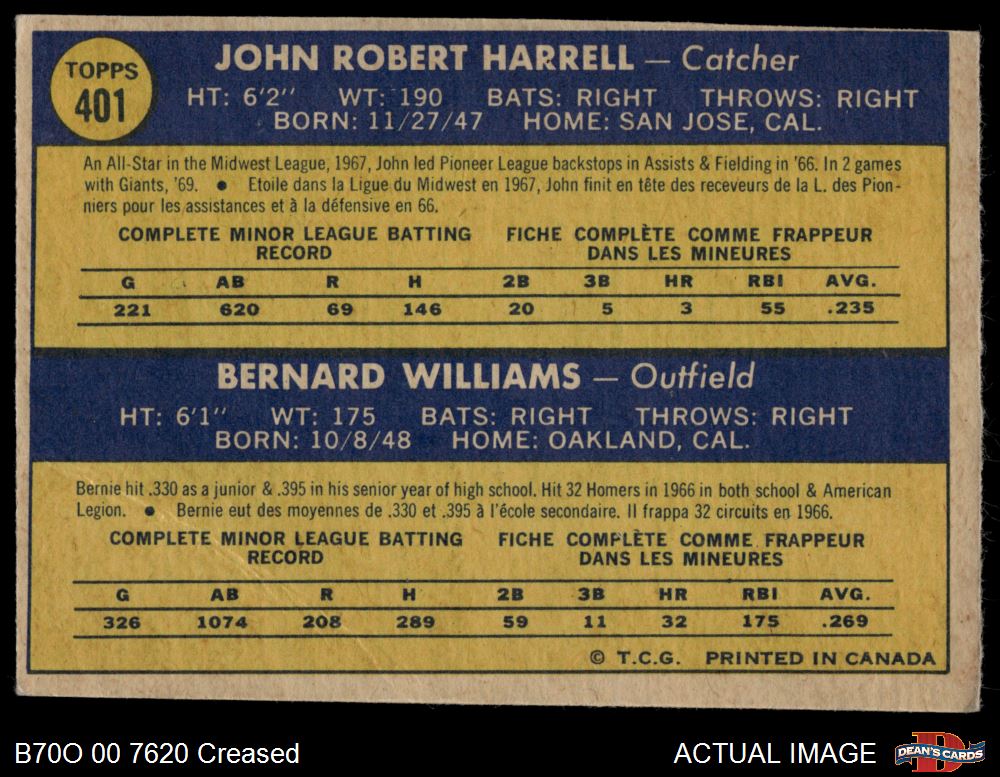 TOPPS
401
JOHN ROBERT HARRELL — Catcher
HT: 6'2" WT: 190 BATS: RIGHT THROWS: RIGHT
BORN: 11/27/47 HOME: SAN JOSE, CAL.
An All-Star in the Midwest League, 1967, John led Pioneer League backstops in Assists & Fielding in '66. In 2 games
with Giants, '69. ● Etoile dans la Ligue du Midwest en 1967, John finit en tête des receveurs de la L. des Pion-
niers pour les assistances et à la défensive en 66.
COMPLETE MINOR LEAGUE BATTING FICHE COMPLÈTE COMME FRAPPEUR
RECORD DANS LES MINEURES
G AB R H 2B 3B HR RBI AVG.
221 620 69 146 20 5 3 55 .235
BERNARD WILLIAMS — Outfield
HT: 6'1" WT: 175 BATS: RIGHT THROWS: RIGHT
BORN: 10/8/48 HOME: OAKLAND, CAL.
Bernie hit .330 as a junior & .395 in his senior year of high school. Hit 32 Homers in 1966 in both school & American
Legion. ● Bernie eut des moyennes de .330 et .395 à l'école secondaire. Il frappa 32 circuits en 1966.
COMPLETE MINOR LEAGUE BATTING FICHE COMPLÈTE COMME FRAPPEUR
RECORD DANS LES MINEURES
G AB R H 2B 3B HR RBI AVG.
326 1074 208 289 59 11 32 175 .269
© T.C.G. PRINTED IN CANADA
B70O 00 7620 Creased ACTUAL IMAGE DEAN'S CARDS